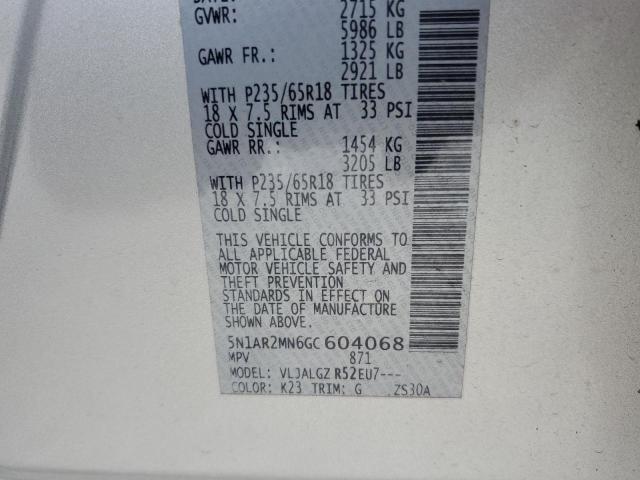 GVWR: 2715 KG
5986 LB
GAWR FR.: 1325 KG
2921 LB
WITH P235/65R18 TIRES
18 X 7.5 RIMS AT 33 PSI
COLD SINGLE
GAWR RR.: 1454 KG
3205 LB
WITH P235/65R18 TIRES
18 X 7.5 RIMS AT 33 PSI
COLD SINGLE
THIS VEHICLE CONFORMS TO
ALL APPLICABLE FEDERAL
MOTOR VEHICLE SAFETY AND
THEFT PREVENTION
STANDARDS IN EFFECT ON
THE DATE OF MANUFACTURE
SHOWN ABOVE.
5N1AR2MN6GC 604068
MPV 871
MODEL: VLJALGZ R52EU7---
COLOR: K23 TRIM: G ZS30A